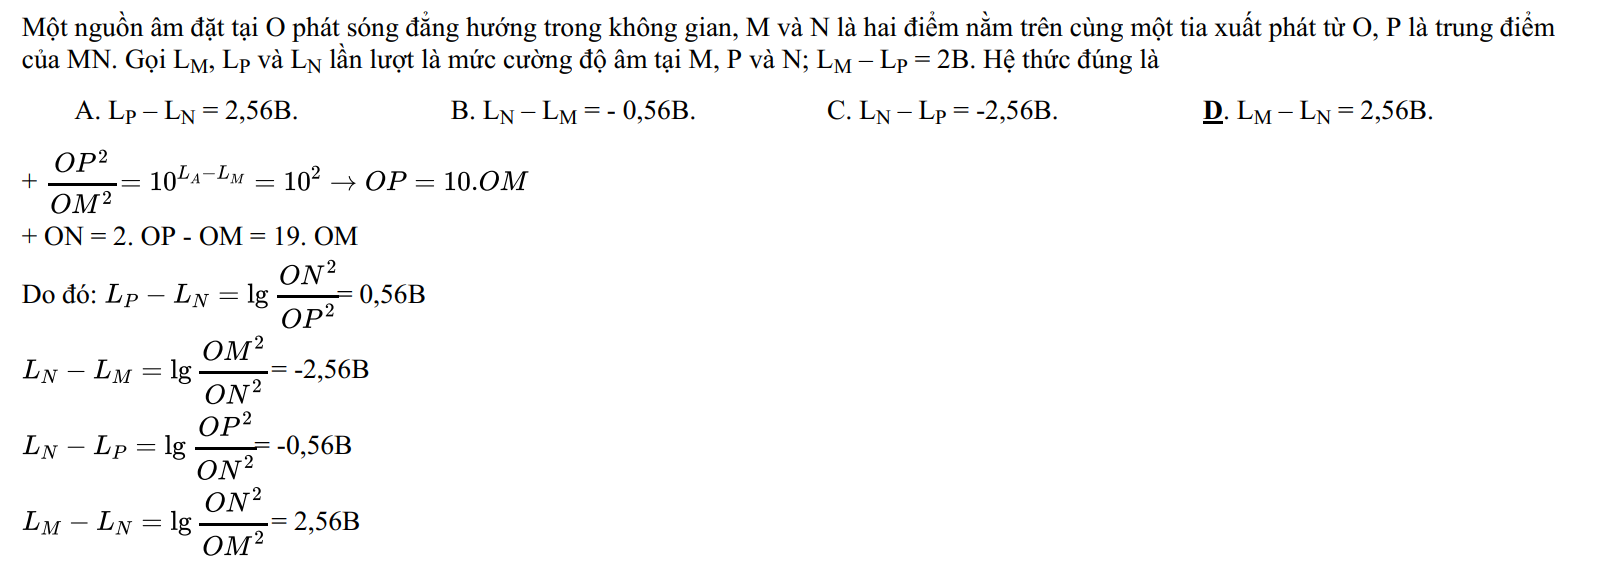 Một nguồn âm đặt tại O phát sóng đẳng hướng trong không gian, M và N là hai điểm nằm trên cùng một tia xuất phát từ O, P là trung điểm
của MN. Gọi L_M, L_P và L_N lần lượt là mức cường độ âm tại M, P và N; L_M – L_P = 2B. Hệ thức đúng là
A. L_P – L_N = 2,56B. B. L_N – L_M = - 0,56B. C. L_N – L_P = -2,56B. D. L_M – L_N = 2,56B.
+ \frac{OP^2}{OM^2} = 10^{L_A - L_M} = 10^2 → OP = 10.OM
+ ON = 2. OP - OM = 19. OM
Do đó: L_P − L_N = lg \frac{ON^2}{OP^2} = 0,56B
L_N − L_M = lg \frac{OM^2}{ON^2} = -2,56B
L_N − L_P = lg \frac{OP^2}{ON^2} = -0,56B
L_M − L_N = lg \frac{ON^2}{OM^2} = 2,56B